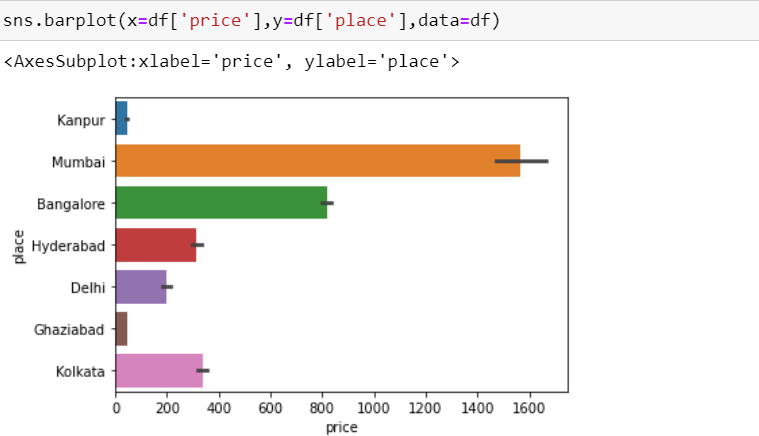 sns.barplot(x=df['price'],y=df['place'],data=df)
<AxesSubplot:xlabel='price', ylabel='place'>
Kanpur
Mumbai
Bangalore
Hyderabad
Delhi
Ghaziabad
Kolkata
place
0 200 400 600 800 1000 1200 1400 1600
price